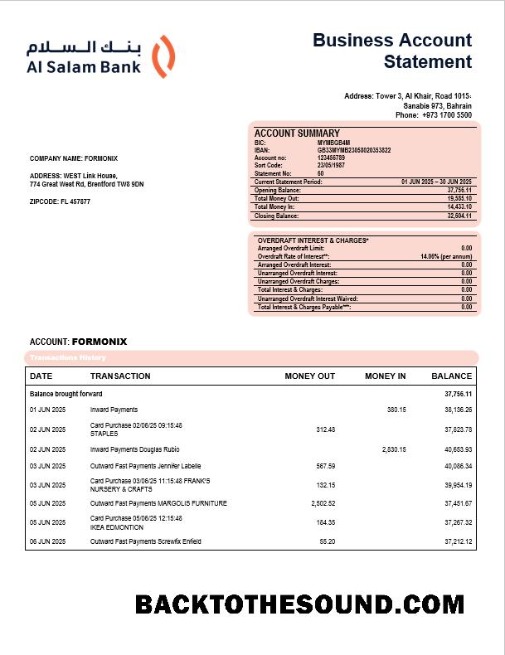 بنك السلام
Al Salam Bank
Business Account
Statement
Address: Tower 3, Al Khair, Road 1015:
Sanabis 973, Bahrain
Phone: +973 1700 5500
ACCOUNT SUMMARY
BIC: MYMBGB4M
IBAN: GB33MYMB23058020353822
Account no: 123456789
Sort Code: 23/05/1987
Statement No: 60
Current Statement Period: 01 JUN 2025 – 30 JUN 2025
Opening Balance: 37,756.11
Total Money Out: 19,585.10
Total Money In: 14,433.10
Closing Balance: 32,604.11
COMPANY NAME: FORMONIX
ADDRESS: WEST Link House,
774 Great West Rd, Brentford TW8 9DN
ZIPCODE: FL 457877
OVERDRAFT INTEREST & CHARGES*
Arranged Overdraft Limit: 0.00
Overdraft Rate of Interest**: 14.00% (per annum)
Arranged Overdraft Interest: 0.00
Unarranged Overdraft Interest: 0.00
Unarranged Overdraft Charges: 0.00
Total Interest & Charges: 0.00
Unarranged Overdraft Interest Waived: 0.00
Total Interest & Charges Payable***: 0.00
ACCOUNT: FORMONIX
Transactions History
DATE TRANSACTION MONEY OUT MONEY IN BALANCE
Balance brought forward 37,756.11
01 JUN 2025 Inward Payments 380.15 38,136.26
02 JUN 2025 Card Purchase 02/06/25 09:15:46 312.48 37,823.78
STAPLES
02 JUN 2025 Inward Payments Douglas Rubio 2,830.15 40,653.93
03 JUN 2025 Outward Fast Payments Jennifer Labelle 567.59 40,086.34
03 JUN 2025 Card Purchase 03/06/25 11:15:48 FRANK'S 132.15 39,954.19
NURSERY & CRAFTS
05 JUN 2025 Outward Fast Payments MARGOLIS FURNITURE 2,502.52 37,451.67
05 JUN 2025 Card Purchase 05/06/25 12:15:46 184.35 37,267.32
IKEA EDMONTION
06 JUN 2025 Outward Fast Payments Screwfix Enfield 55.20 37,212.12
BACKTOTHESOUND.COM